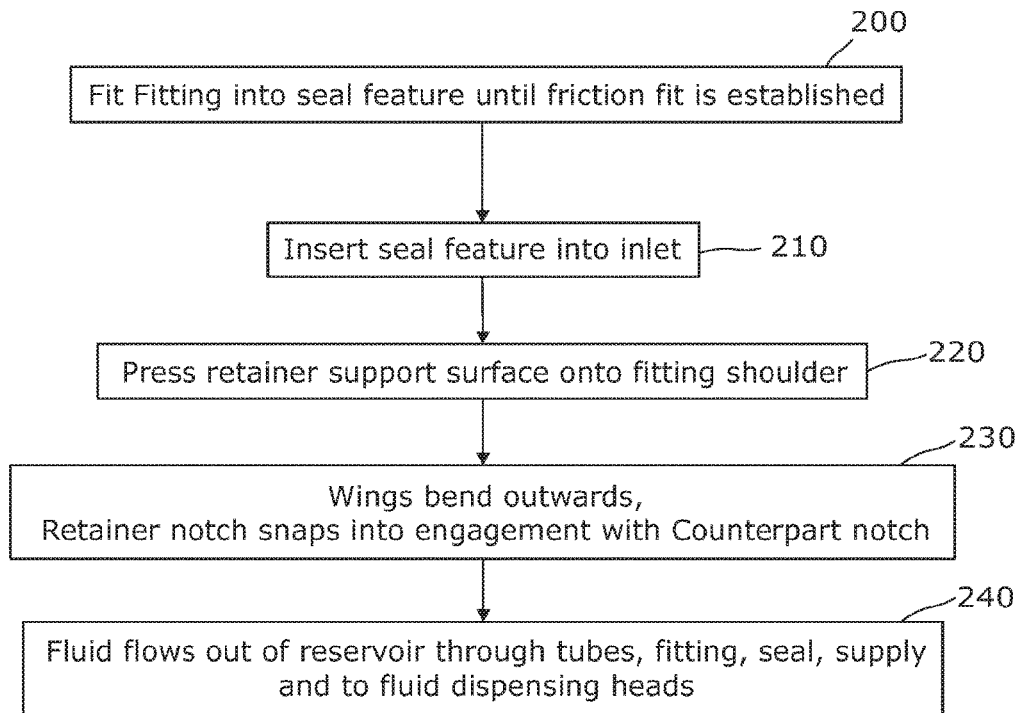 200
Fit Fitting into seal feature until friction fit is established
Insert seal feature into inlet
210
220
Press retainer support surface onto fitting shoulder
230
Wings bend outwards,
Retainer notch snaps into engagement with Counterpart notch
240
Fluid flows out of reservoir through tubes, fitting, seal, supply
and to fluid dispensing heads